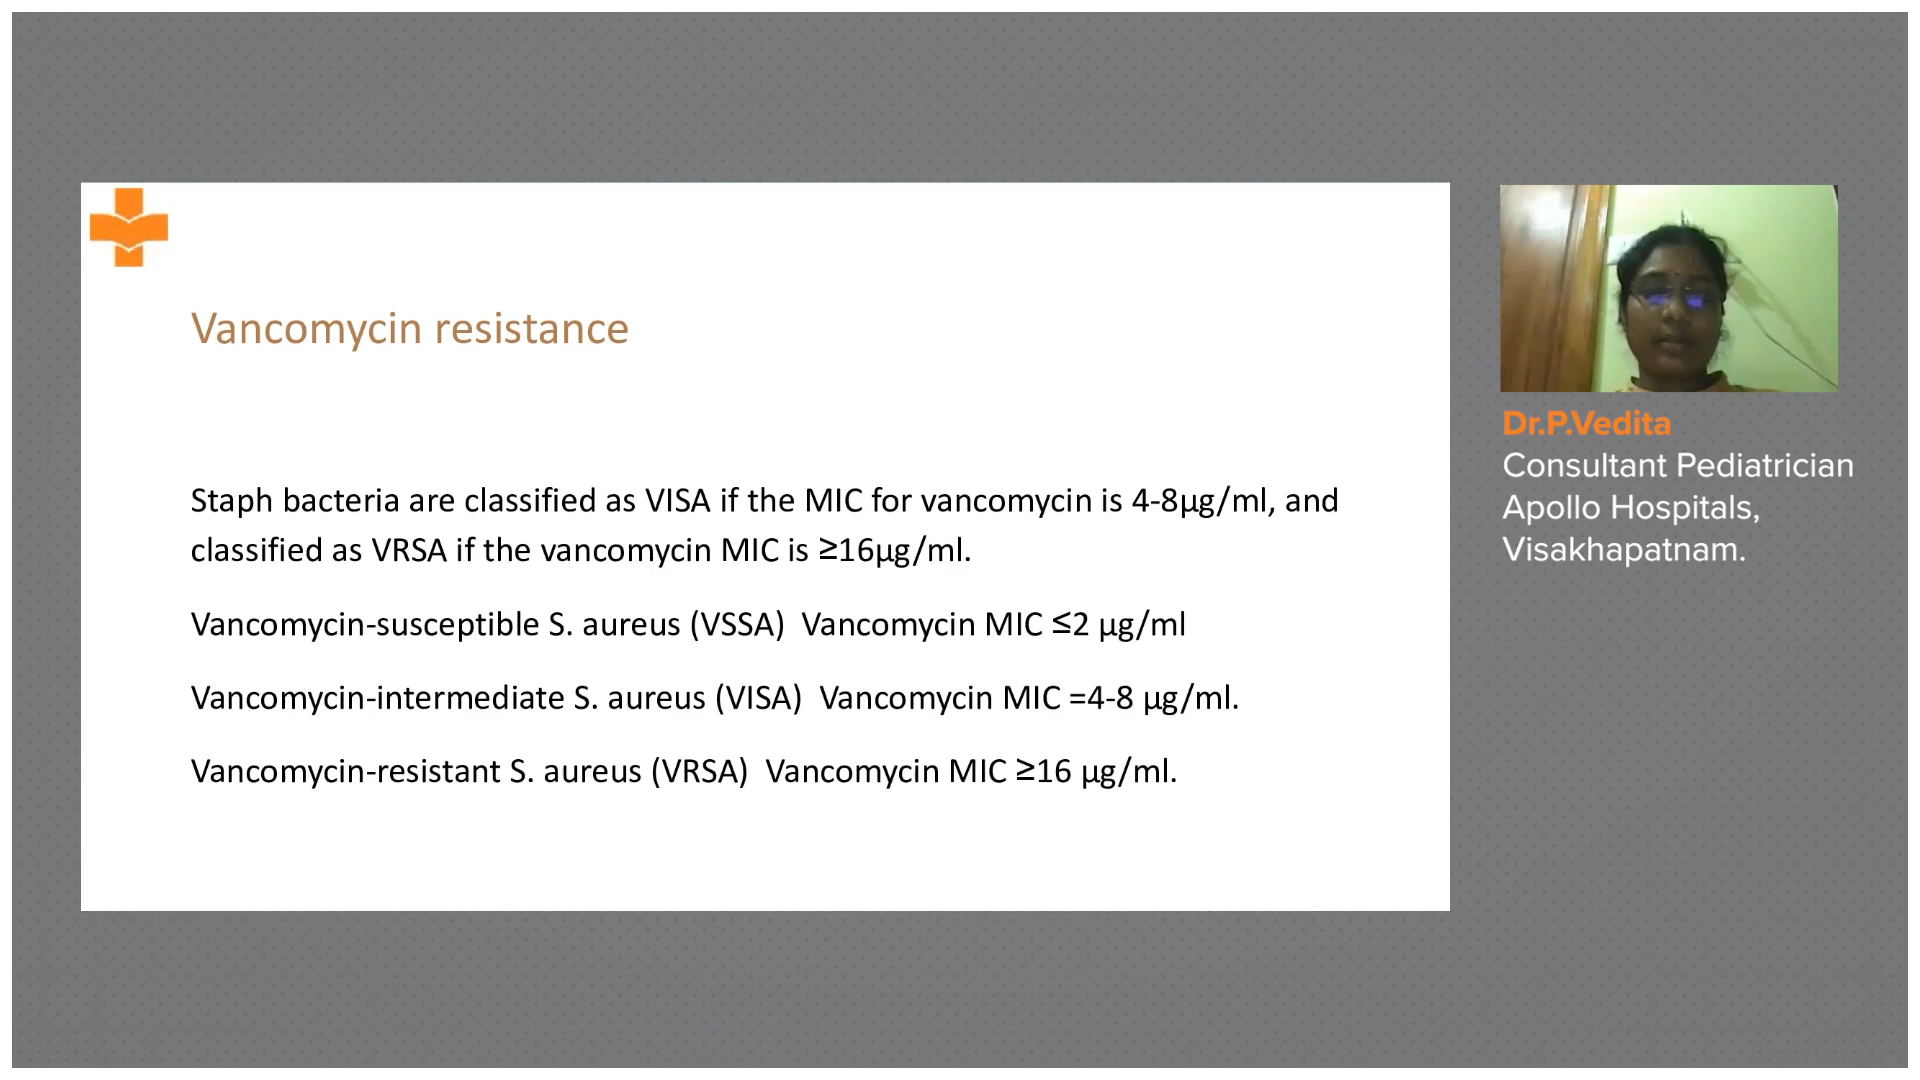 Vancomycin resistance
Staph bacteria are classified as VISA if the MIC for vancomycin is 4-8µg/ml, and
classified as VRSA if the vancomycin MIC is ≥16µg/ml.
Vancomycin-susceptible S. aureus (VSSA)  Vancomycin MIC ≤2 µg/ml
Vancomycin-intermediate S. aureus (VISA)  Vancomycin MIC =4-8 µg/ml.
Vancomycin-resistant S. aureus (VRSA)  Vancomycin MIC ≥16 µg/ml.
Dr.P.Vedita
Consultant Pediatrician
Apollo Hospitals,
Visakhapatnam.